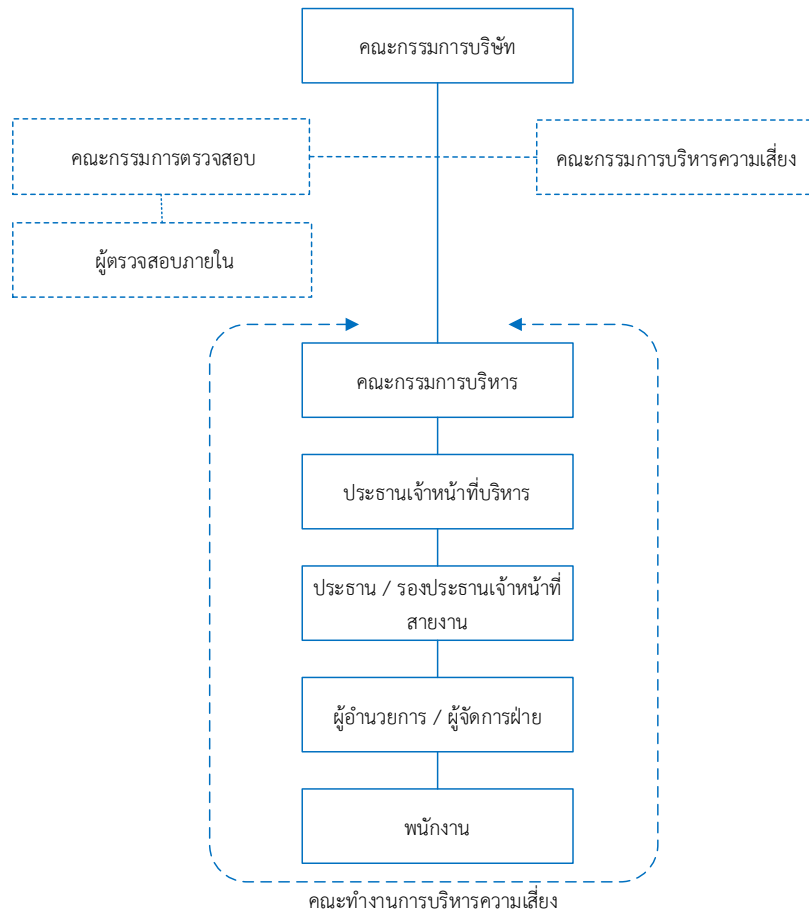 คณะกรรมการบริษัท
คณะกรรมการตรวจสอบ
คณะกรรมการบริหารความเสี่ยง
ผู้ตรวจสอบภายใน
คณะกรรมการบริหาร
ประธานเจ้าหน้าที่บริหาร
ประธาน / รองประธานเจ้าหน้าที่
สายงาน
ผู้อำนวยการ / ผู้จัดการฝ่าย
พนักงาน
คณะทำงานการบริหารความเสี่ยง